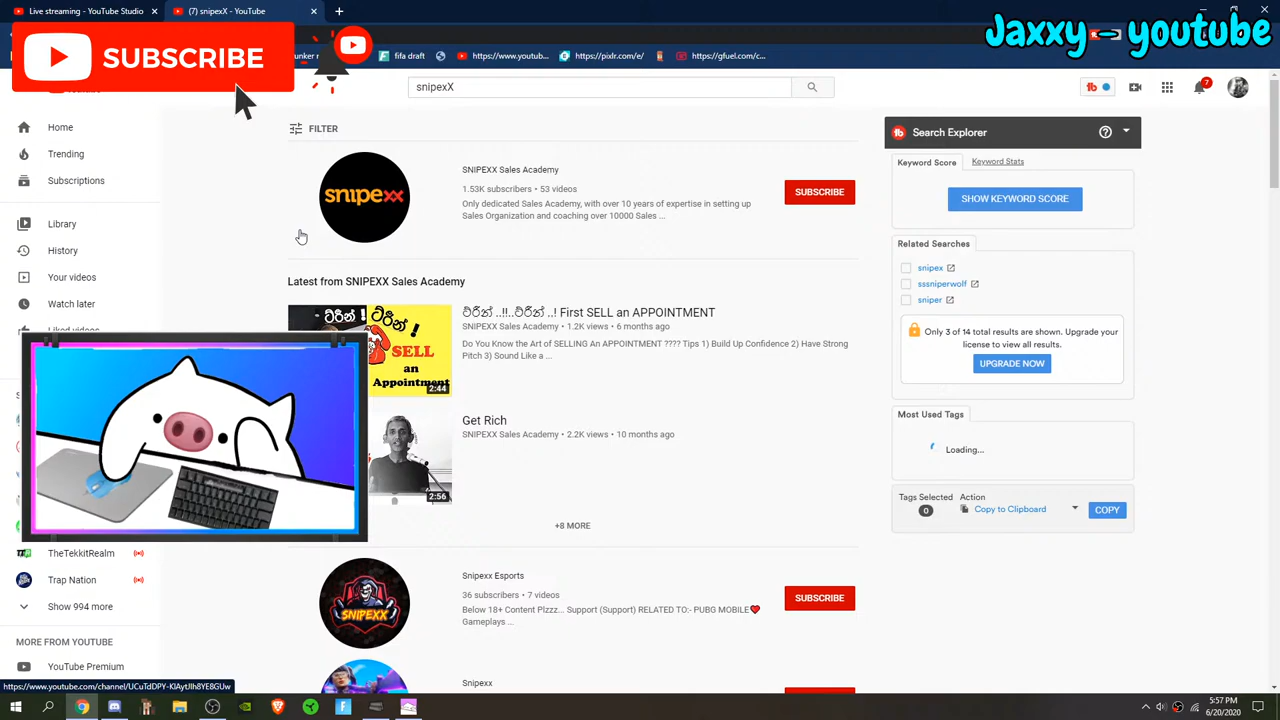 Live streaming - YouTube Studio
(7) snipexX - YouTube
Jaxxy - youtube
SUBSCRIBE
fifa draft
https://www.youtub...
https://pixlr.com/e/
https://gfuel.com/...
snipexX
7
Home
Trending
Subscriptions
Library
History
Your videos
Watch later
Liked videos
TheTekkitRealm
Trap Nation
Show 994 more
MORE FROM YOUTUBE
YouTube Premium
FILTER
snipexx
SNIPEXX Sales Academy
1.53K subscribers • 53 videos
Only dedicated Sales Academy, with over 10 years of expertise in setting up
Sales Organization and coaching over 10000 Sales ...
SUBSCRIBE
Latest from SNIPEXX Sales Academy
SELL
an
Appointment
2:44
ට්රීන් ..!!..ට්රීන් ..! First SELL an APPOINTMENT
SNIPEXX Sales Academy • 1.2K views • 6 months ago
Do You Know the Art of SELLING An APPOINTMENT ???? Tips 1) Build Up Confidence 2) Have Strong
Pitch 3) Sound Like a ...
Get Rich
SNIPEXX Sales Academy • 2.2K views • 10 months ago
2:56
+8 MORE
SNIPEXX
Snipexx Esports
36 subscribers • 7 videos
Below 18+ Content Plzzz... Support (Support) RELATED TO:- PUBG MOBILE❤
Gameplays ...
SUBSCRIBE
Snipexx
Search Explorer
Keyword Score
Keyword Stats
SHOW KEYWORD SCORE
Related Searches
snipex
sssniperwolf
sniper
Only 3 of 14 total results are shown. Upgrade your
license to view all results.
UPGRADE NOW
Most Used Tags
Loading...
Tags Selected
0
Action
Copy to Clipboard
COPY
https://www.youtube.com/channel/UCuTdDPY-KlAytJlh8YE8GUw
5:57 PM
6/20/2020